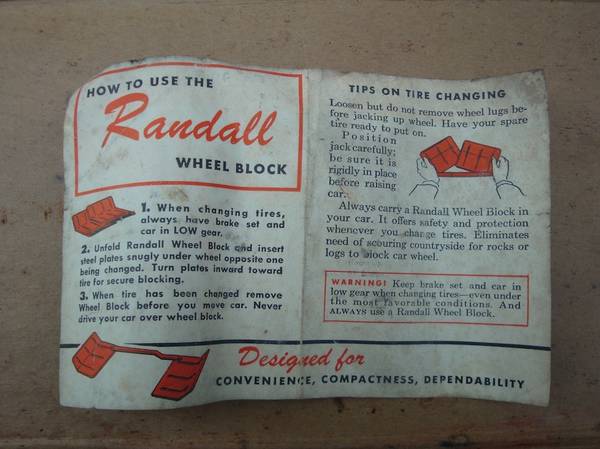 HOW TO USE THE
Randall
WHEEL BLOCK
1. When changing tires,
always have brake set and
car in LOW gear.
2. Unfold Randall Wheel Block and insert
steel plates snugly under wheel opposite one
being changed. Turn plates inward toward
tire for secure blocking.
3. When tire has been changed remove
Wheel Block before you move car. Never
drive your car over wheel block.
TIPS ON TIRE CHANGING
Loosen but do not remove wheel lugs be-
fore jacking up wheel. Have your spare
tire ready to put on.
Position
jack carefully;
be sure it is
rigidly in place
before raising
car.
Always carry a Randall Wheel Block in
your car. It offers safety and protection
whenever you change tires. Eliminates
need of scouring countryside for rocks or
logs to block car wheel.
WARNING! Keep brake set and car in
low gear when changing tires—even under
the most favorable conditions. And
ALWAYS use a Randall Wheel Block.
Designed for
CONVENIENCE, COMPACTNESS, DEPENDABILITY